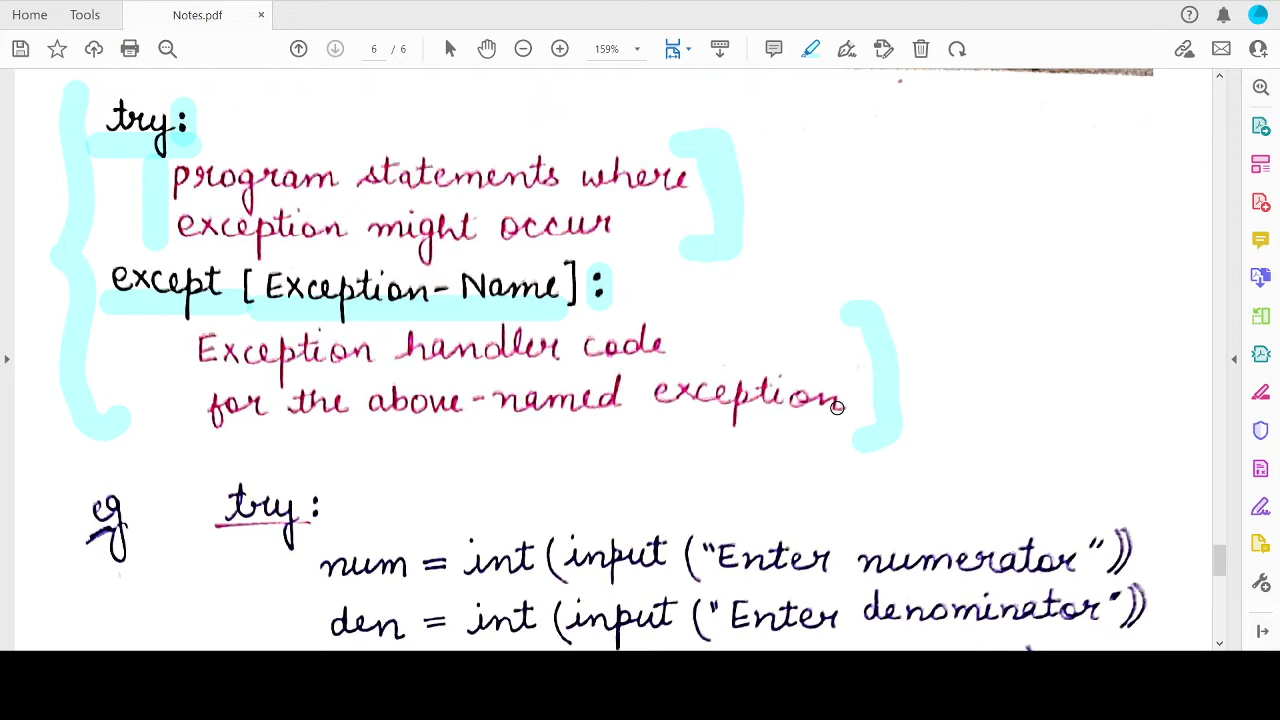 Home Tools Notes.pdf ×
6 / 6 159%
try:
program statements where
exception might occur
except [Exception-Name]:
Exception handler code
for the above-named exception
eg try:
num = int(input("Enter numerator"))
den = int(input("Enter denominator"))